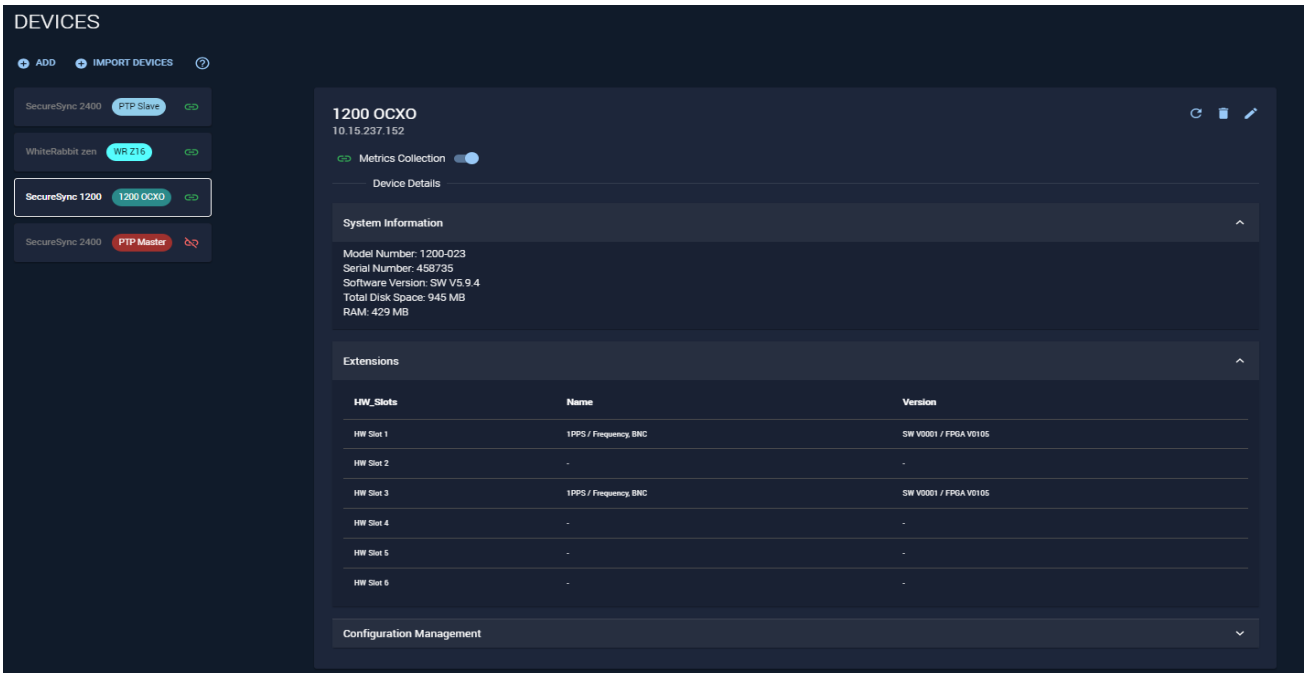 DEVICES
ADD IMPORT DEVICES ?
SecureSync 2400 PTP Slave
WhiteRabbit zen WR Z16
SecureSync 1200 1200 OCXO
SecureSync 2400 PTP Master
1200 OCXO
10.15.237.152
Metrics Collection
Device Details
System Information
Model Number: 1200-023
Serial Number: 458735
Software Version: SW V5.9.4
Total Disk Space: 945 MB
RAM: 429 MB
Extensions
HW_Slots Name Version
HW Slot 1 1PPS / Frequency, BNC SW V0001 / FPGA V0105
HW Slot 2 - -
HW Slot 3 1PPS / Frequency, BNC SW V0001 / FPGA V0105
HW Slot 4 - -
HW Slot 5 - -
HW Slot 6 - -
Configuration Management